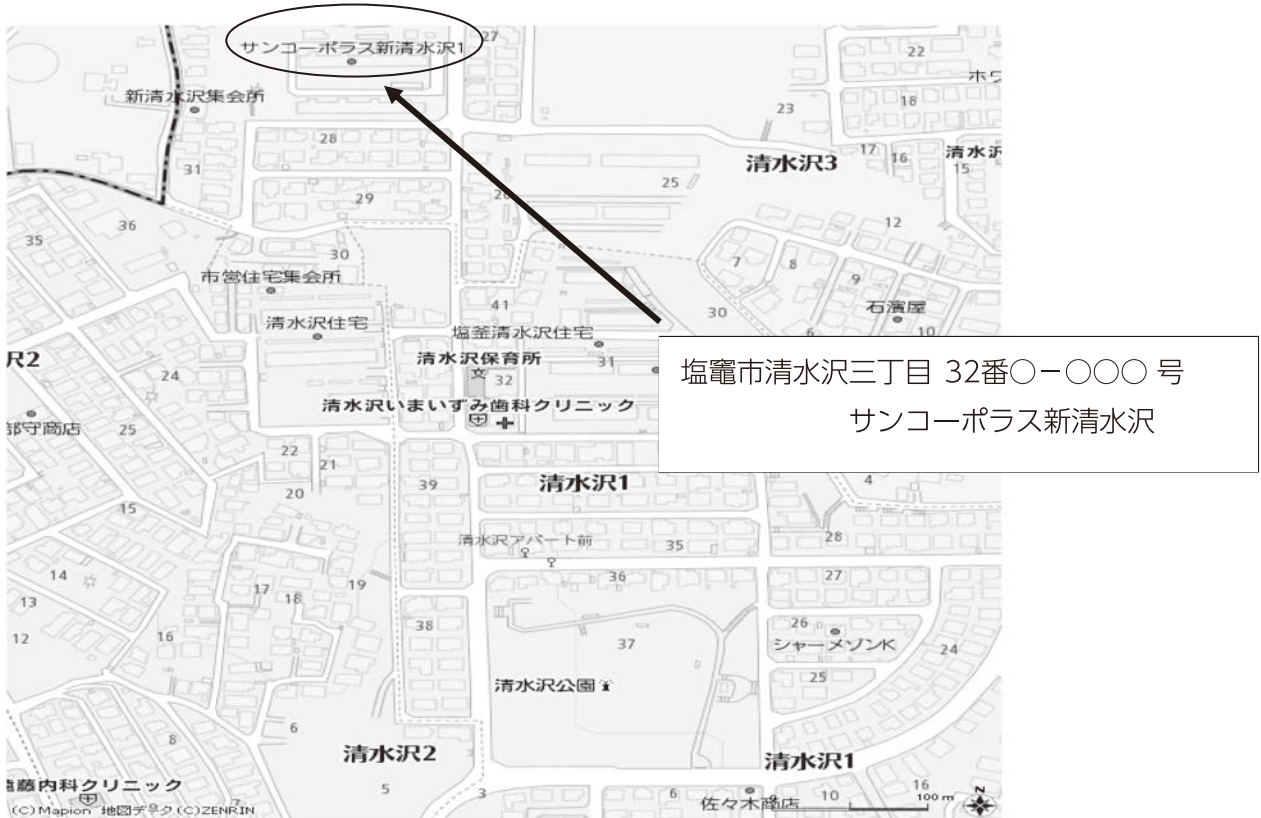 サンコーポラス新清水沢1
27
22
ホワ
新清水沢集会所
18
23
28
清水沢3
17
16
清水沢
15
31
25
29
26
12
36
35
30
7
8
9
市営住宅集会所
41
30
石濱屋
清水沢住宅
塩釜清水沢住宅
6
10
沢2
清水沢保育所
31
24
32
塩竈市清水沢三丁目 32番○－○○○ 号
サンコーポラス新清水沢
清水沢いまいずみ歯科クリニック
部守商店
25
22
21
39
清水沢1
4
20
15
清水沢アパート前
35
28
14
17
18
19
36
27
13
12
16
38
37
26
シャーメゾンK
24
25
清水沢公園
6
8
清水沢2
清水沢1
遠藤内科クリニック
5
3
6
佐々木商店
10
16
100 m
N
7
(C)Mapion 地図データ(C)ZENRIN